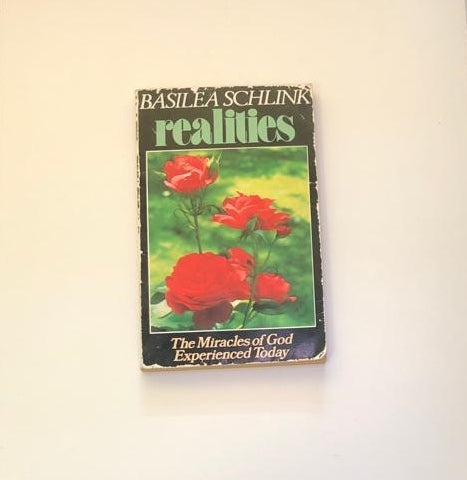 BASILEA SCHLINK
realities
The Miracles of God
Experienced Today